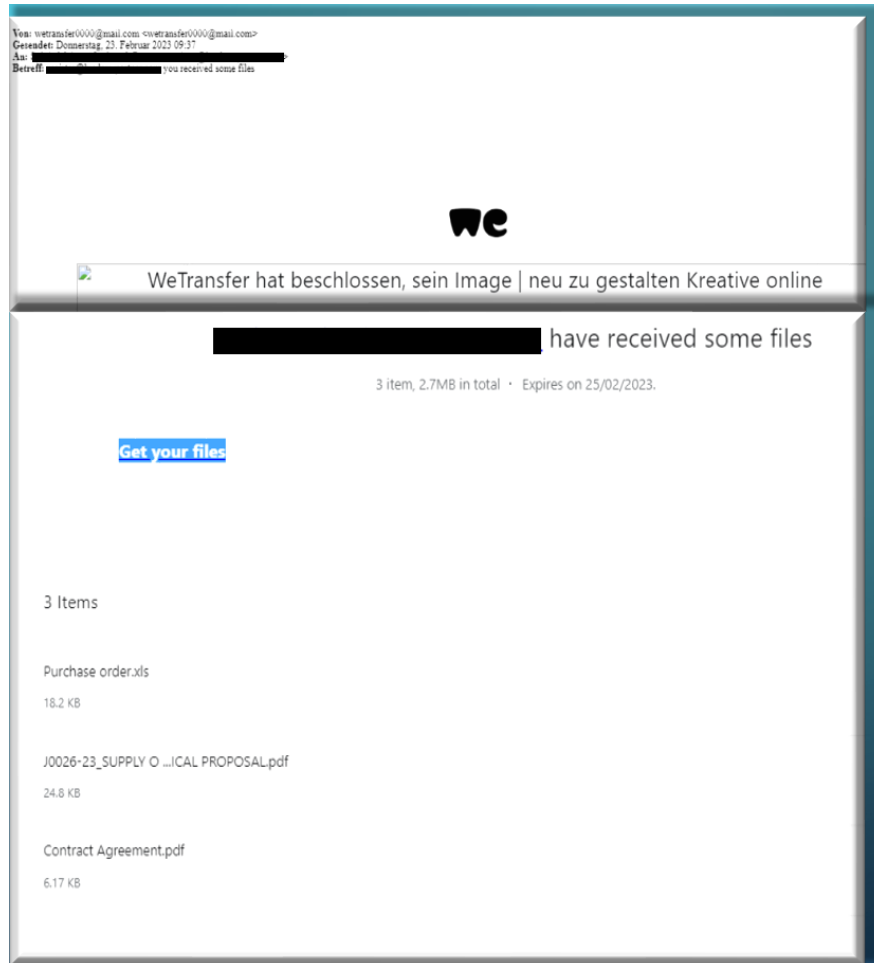 Von: wetransfer0000@mail.com <wetransfer0000@mail.com>
Gesendet: Donnerstag, 23. Februar 2023 09:37
An: >
Betreff: you received some files
we
WeTransfer hat beschlossen, sein Image | neu zu gestalten Kreative online
have received some files
3 item, 2.7MB in total · Expires on 25/02/2023.
Get your files
3 Items
Purchase order.xls
18.2 KB
J0026-23_SUPPLY O ...ICAL PROPOSAL.pdf
24.8 KB
Contract Agreement.pdf
6.17 KB